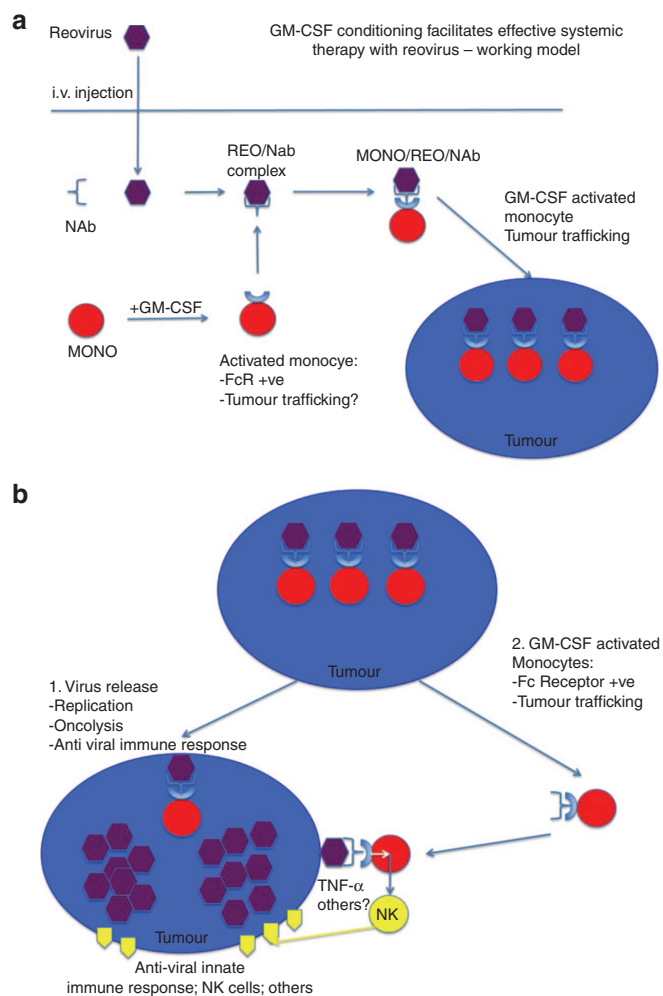 a
Reovirus
GM-CSF conditioning facilitates effective systemic
therapy with reovirus – working model
i.v. injection
REO/Nab
complex
MONO/REO/NAb
NAb
GM-CSF activated
monocyte
Tumour trafficking
+GM-CSF
MONO
Activated monocye:
-FcR +ve
-Tumour trafficking?
Tumour
b
Tumour
2. GM-CSF activated
Monocytes:
-Fc Receptor +ve
-Tumour trafficking
1. Virus release
-Replication
-Oncolysis
-Anti viral immune response
TNF-α
others?
NK
Tumour
Anti-viral innate
immune response; NK cells; others